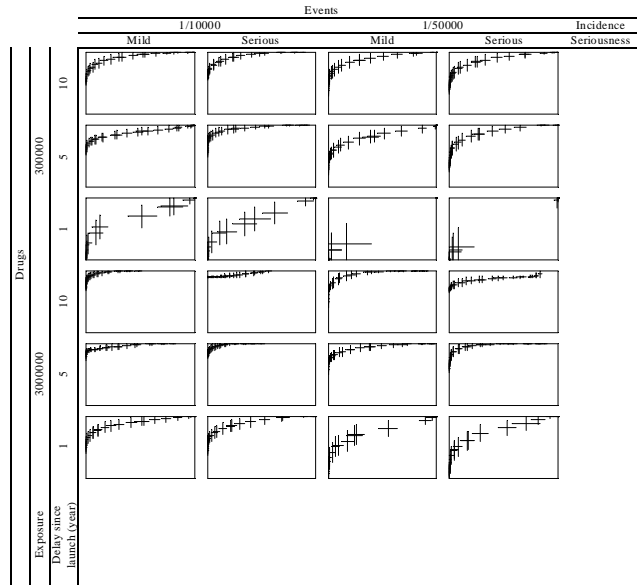 Events
1/10000 1/50000 Incidence
Mild Serious Mild Serious Seriousness
Drugs
300000
10
5
1
3000000
10
5
1
Exposure
Delay since
launch (year)